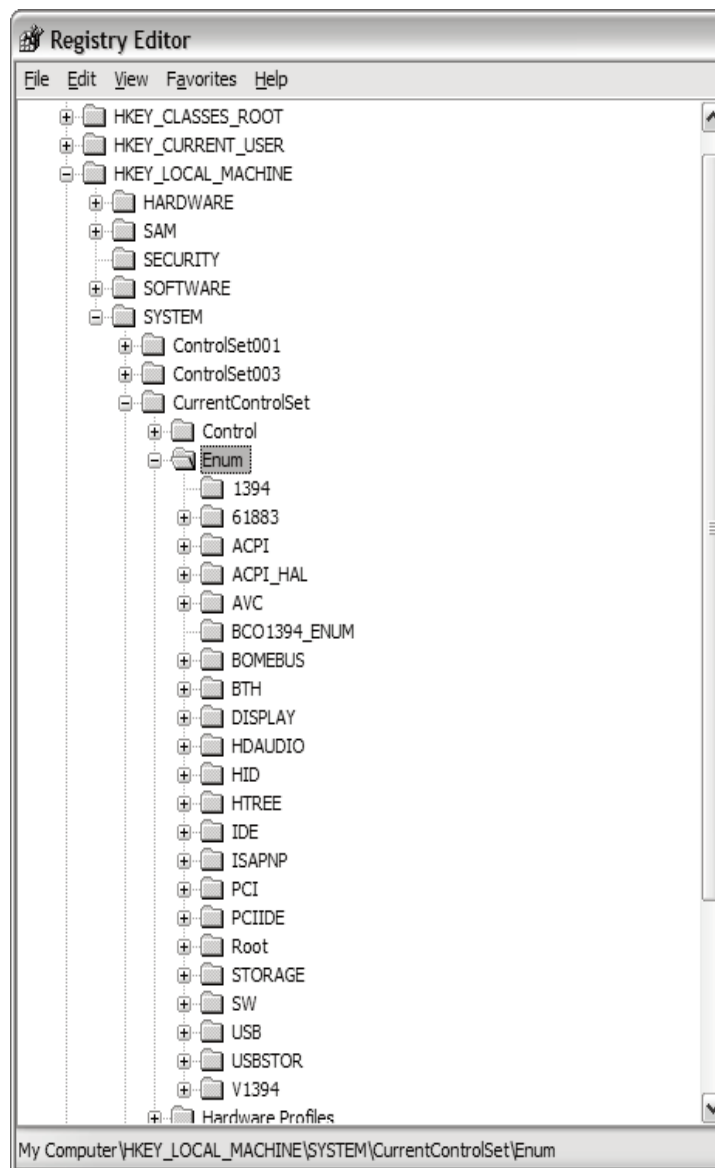 Registry Editor
File Edit View Favorites Help
HKEY_CLASSES_ROOT
HKEY_CURRENT_USER
HKEY_LOCAL_MACHINE
HARDWARE
SAM
SECURITY
SOFTWARE
SYSTEM
ControlSet001
ControlSet003
CurrentControlSet
Control
Enum
1394
61883
ACPI
ACPI_HAL
AVC
BCO1394_ENUM
BOMEBUS
BTH
DISPLAY
HDAUDIO
HID
HTREE
IDE
ISAPNP
PCI
PCIIDE
Root
STORAGE
SW
USB
USBSTOR
V1394
Hardware Profiles
My Computer\HKEY_LOCAL_MACHINE\SYSTEM\CurrentControlSet\Enum